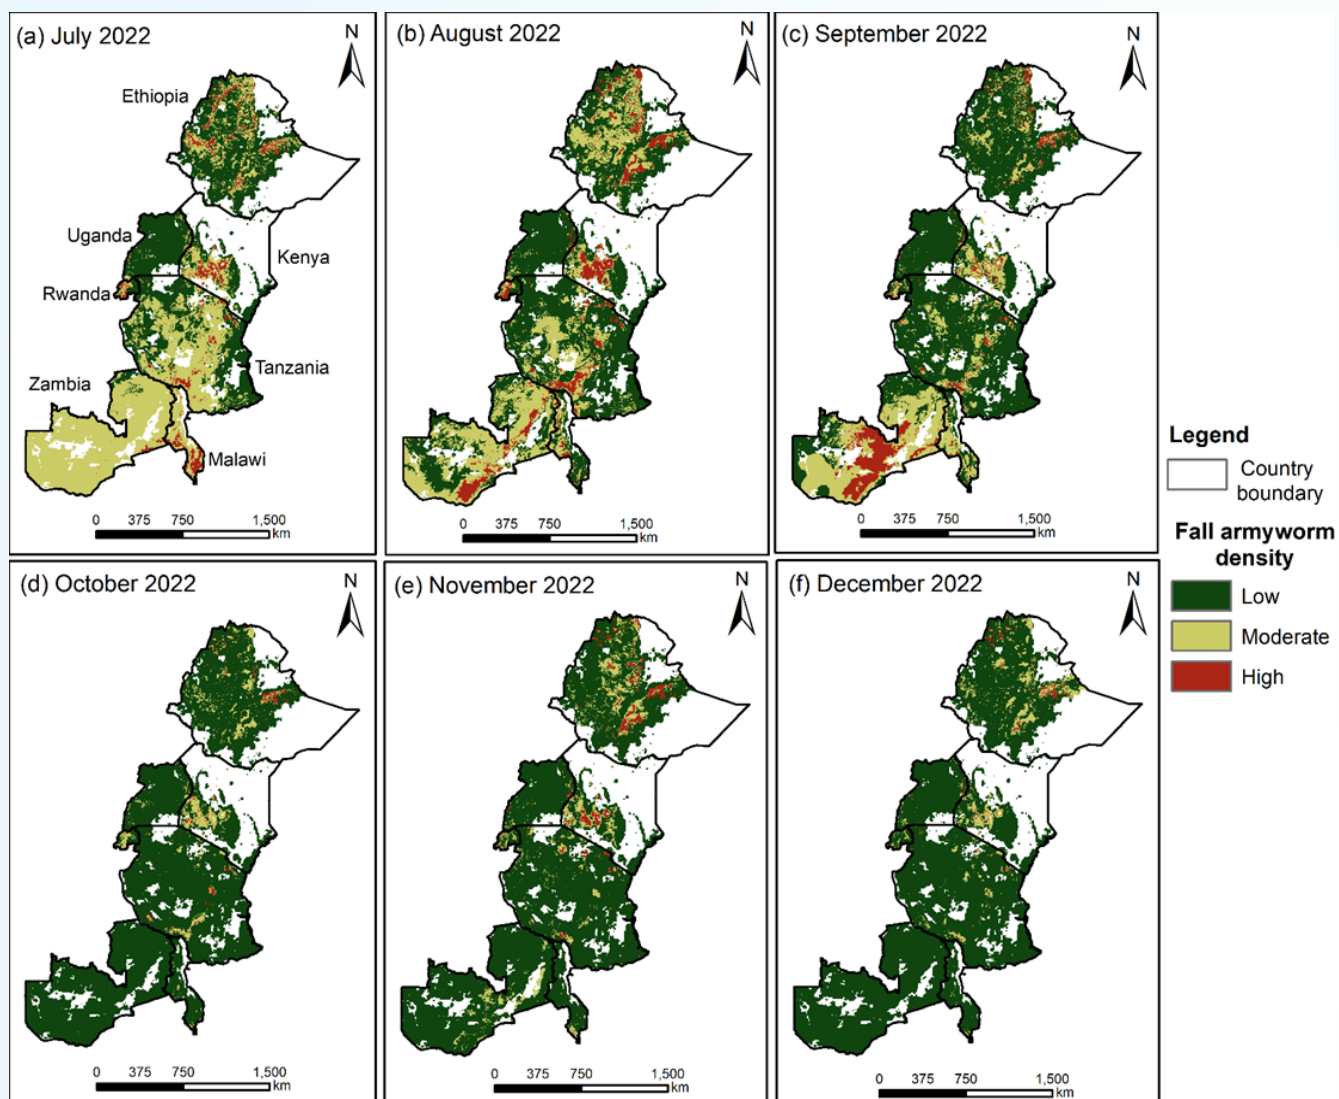 (a) July 2022
N
Ethiopia
Uganda
Kenya
Rwanda
Tanzania
Zambia
Malawi
0 375 750 1,500
km
(b) August 2022
N
0 375 750 1,500
km
(c) September 2022
N
0 375 750 1,500
km
(d) October 2022
N
0 375 750 1,500
km
(e) November 2022
N
0 375 750 1,500
km
(f) December 2022
N
0 375 750 1,500
km
Legend
Country
boundary
Fall armyworm
density
Low
Moderate
High